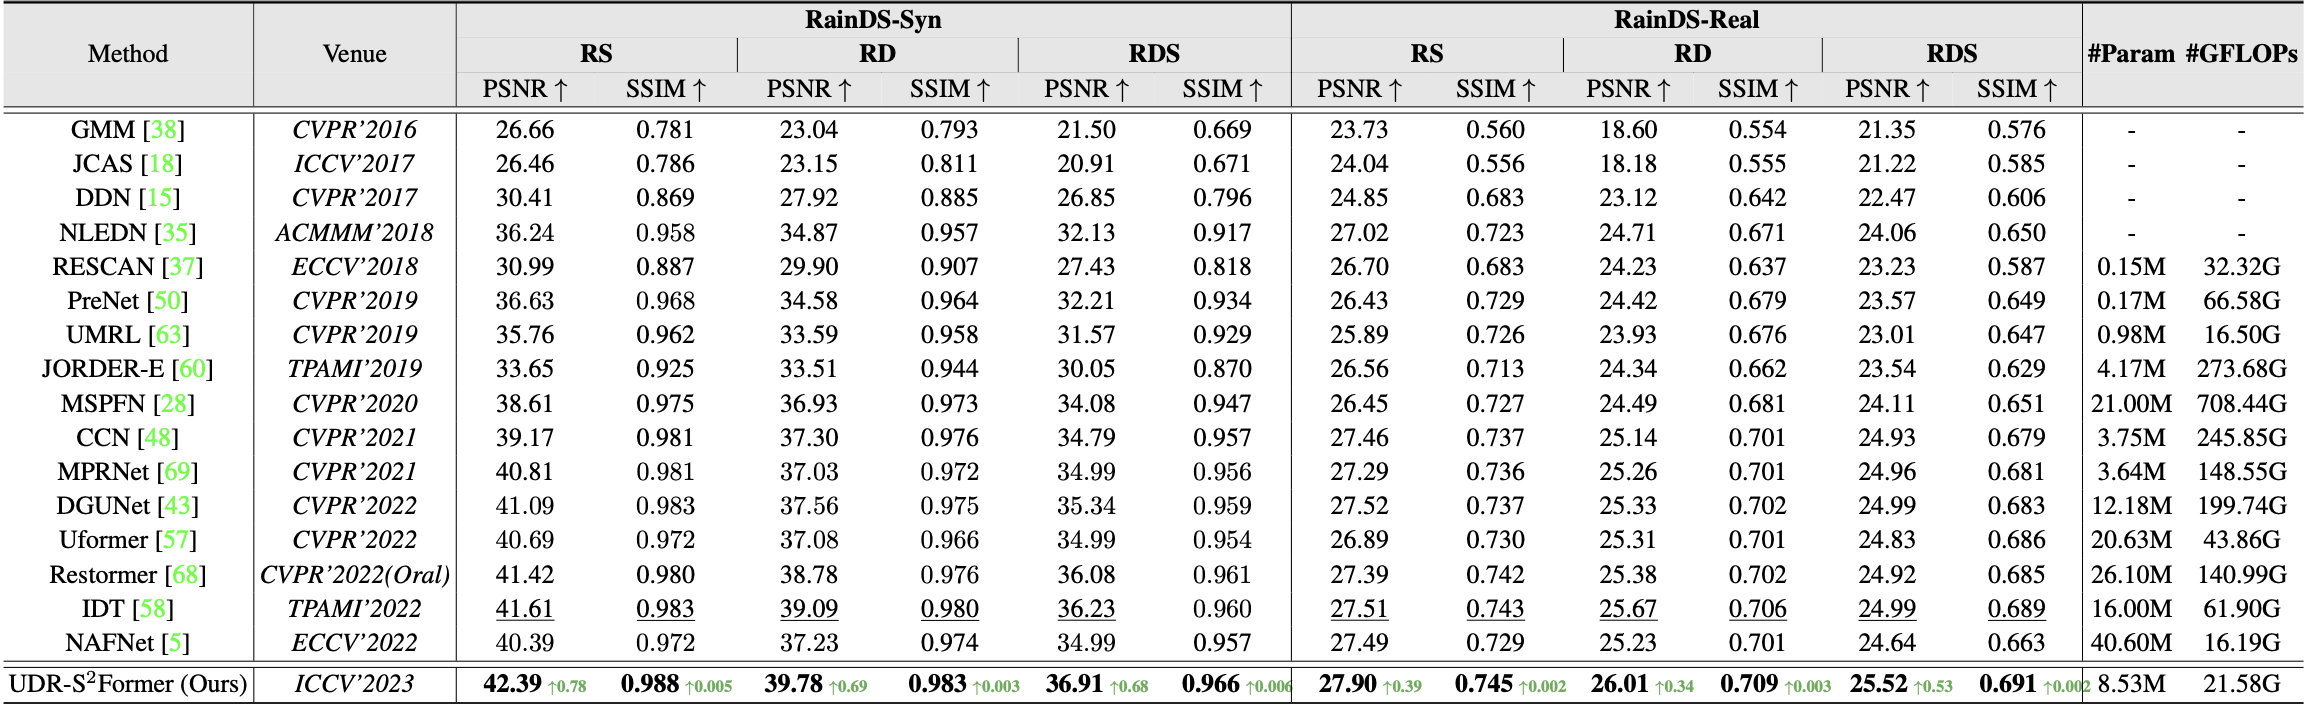 RainDS-Syn RainDS-Real
Method Venue RS RD RDS RS RD RDS #Param #GFLOPs
PSNR ↑ SSIM ↑ PSNR ↑ SSIM ↑ PSNR ↑ SSIM ↑ PSNR ↑ SSIM ↑ PSNR ↑ SSIM ↑ PSNR ↑ SSIM ↑
GMM [38] CVPR'2016 26.66 0.781 23.04 0.793 21.50 0.669 23.73 0.560 18.60 0.554 21.35 0.576 - -
JCAS [18] ICCV'2017 26.46 0.786 23.15 0.811 20.91 0.671 24.04 0.556 18.18 0.555 21.22 0.585 - -
DDN [15] CVPR'2017 30.41 0.869 27.92 0.885 26.85 0.796 24.85 0.683 23.12 0.642 22.47 0.606 - -
NLEDN [35] ACMMM'2018 36.24 0.958 34.87 0.957 32.13 0.917 27.02 0.723 24.71 0.671 24.06 0.650 - -
RESCAN [37] ECCV'2018 30.99 0.887 29.90 0.907 27.43 0.818 26.70 0.683 24.23 0.637 23.23 0.587 0.15M 32.32G
PreNet [50] CVPR'2019 36.63 0.968 34.58 0.964 32.21 0.934 26.43 0.729 24.42 0.679 23.57 0.649 0.17M 66.58G
UMRL [63] CVPR'2019 35.76 0.962 33.59 0.958 31.57 0.929 25.89 0.726 23.93 0.676 23.01 0.647 0.98M 16.50G
JORDER-E [60] TPAMI'2019 33.65 0.925 33.51 0.944 30.05 0.870 26.56 0.713 24.34 0.662 23.54 0.629 4.17M 273.68G
MSPFN [28] CVPR'2020 38.61 0.975 36.93 0.973 34.08 0.947 26.45 0.727 24.49 0.681 24.11 0.651 21.00M 708.44G
CCN [48] CVPR'2021 39.17 0.981 37.30 0.976 34.79 0.957 27.46 0.737 25.14 0.701 24.93 0.679 3.75M 245.85G
MPRNet [69] CVPR'2021 40.81 0.981 37.03 0.972 34.99 0.956 27.29 0.736 25.26 0.701 24.96 0.681 3.64M 148.55G
DGUNet [43] CVPR'2022 41.09 0.983 37.56 0.975 35.34 0.959 27.52 0.737 25.33 0.702 24.99 0.683 12.18M 199.74G
Uformer [57] CVPR'2022 40.69 0.972 37.08 0.966 34.99 0.954 26.89 0.730 25.31 0.701 24.83 0.686 20.63M 43.86G
Restormer [68] CVPR'2022(Oral) 41.42 0.980 38.78 0.976 36.08 0.961 27.39 0.742 25.38 0.702 24.92 0.685 26.10M 140.99G
IDT [58] TPAMI'2022 41.61 0.983 39.09 0.980 36.23 0.960 27.51 0.743 25.67 0.706 24.99 0.689 16.00M 61.90G
NAFNet [5] ECCV'2022 40.39 0.972 37.23 0.974 34.99 0.957 27.49 0.729 25.23 0.701 24.64 0.663 40.60M 16.19G
UDR-S²Former (Ours) ICCV'2023 42.39 ↑0.78 0.988 ↑0.005 39.78 ↑0.69 0.983 ↑0.003 36.91 ↑0.68 0.966 ↑0.006 27.90 ↑0.39 0.745 ↑0.002 26.01 ↑0.34 0.709 ↑0.003 25.52 ↑0.53 0.691 ↑0.002 8.53M 21.58G